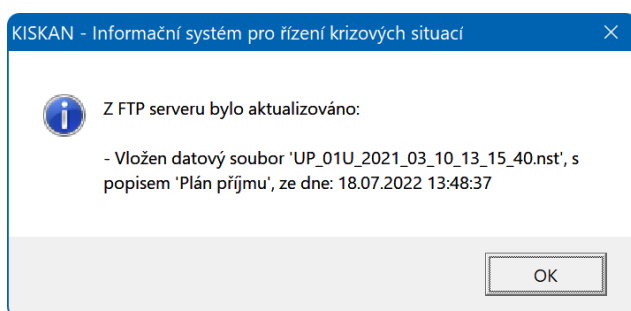 KISKAN - Informační systém pro řízení krizových situací
Z FTP serveru bylo aktualizováno:
- Vložen datový soubor 'UP_01U_2021_03_10_13_15_40.nst', s
popisem 'Plán příjmu', ze dne: 18.07.2022 13:48:37
OK